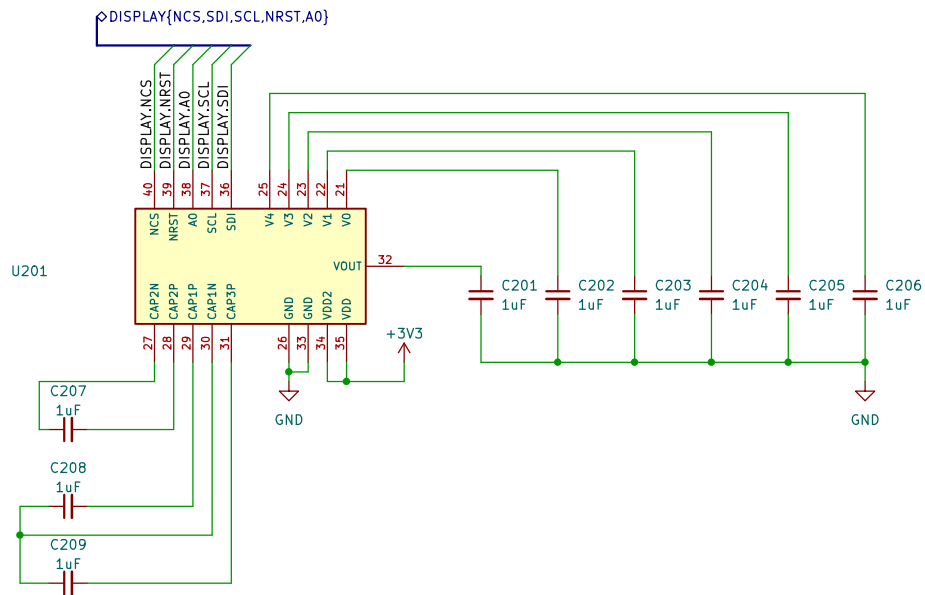 DISPLAY{NCS,SDI,SCL,NRST,A0}
DISPLAY.NCS
DISPLAY.NRST
DISPLAY.A0
DISPLAY.SCL
DISPLAY.SDI
40
39
38
37
36
25
24
23
22
21
NCS
NRST
A0
SCL
SDI
V4
V3
V2
V1
V0
U201
VOUT
32
CAP2N
CAP2P
CAP1P
CAP1N
CAP3P
GND
GND
VDD2
VDD
27
28
29
30
31
26
33
34
35
+3V3
GND
C201
1uF
C202
1uF
C203
1uF
C204
1uF
C205
1uF
C206
1uF
GND
C207
1uF
C208
1uF
C209
1uF